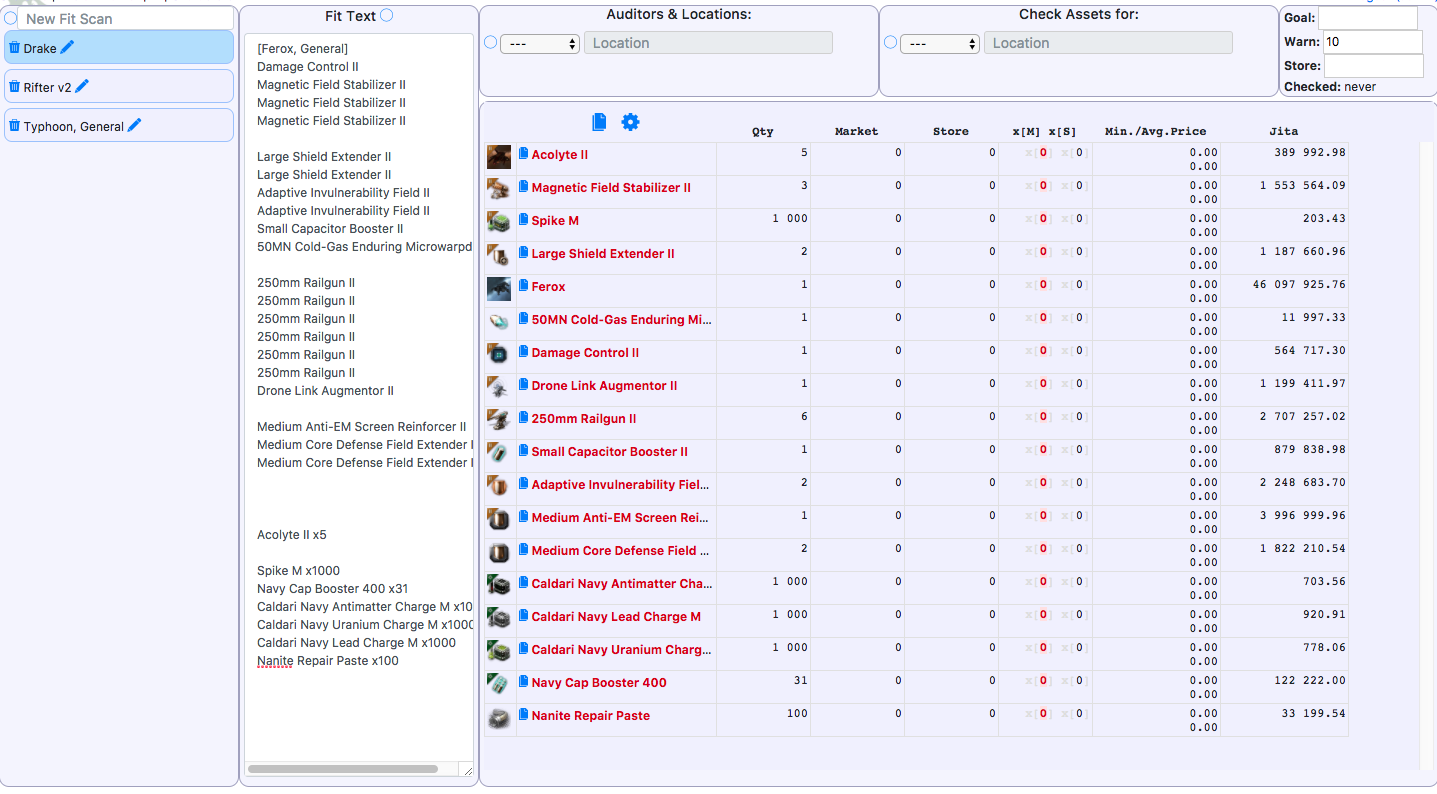 New Fit Scan
Drake
Rifter v2
Typhoon, General
Fit Text
[Ferox, General]
Damage Control II
Magnetic Field Stabilizer II
Magnetic Field Stabilizer II
Magnetic Field Stabilizer II
Large Shield Extender II
Large Shield Extender II
Adaptive Invulnerability Field II
Adaptive Invulnerability Field II
Small Capacitor Booster II
50MN Cold-Gas Enduring Microwarpd
250mm Railgun II
250mm Railgun II
250mm Railgun II
250mm Railgun II
250mm Railgun II
250mm Railgun II
Drone Link Augmentor II
Medium Anti-EM Screen Reinforcer II
Medium Core Defense Field Extender I
Medium Core Defense Field Extender I
Acolyte II x5
Spike M x1000
Navy Cap Booster 400 x31
Caldari Navy Antimatter Charge M x10
Caldari Navy Uranium Charge M x1000
Caldari Navy Lead Charge M x1000
Nanite Repair Paste x100
Auditors & Locations:
--- Location
Check Assets for:
--- Location
Goal:
Warn: 10
Store:
Checked: never
Qty Market Store x[M] x[S] Min./Avg.Price Jita
Acolyte II 5 0 0 x[0] x[0] 0.00 389 992.98
0.00
Magnetic Field Stabilizer II 3 0 0 x[0] x[0] 0.00 1 553 564.09
0.00
Spike M 1 000 0 0 x[0] x[0] 0.00 203.43
0.00
Large Shield Extender II 2 0 0 x[0] x[0] 0.00 1 187 660.96
0.00
Ferox 1 0 0 x[0] x[0] 0.00 46 097 925.76
0.00
50MN Cold-Gas Enduring Mi... 1 0 0 x[0] x[0] 0.00 11 997.33
0.00
Damage Control II 1 0 0 x[0] x[0] 0.00 564 717.30
0.00
Drone Link Augmentor II 1 0 0 x[0] x[0] 0.00 1 199 411.97
0.00
250mm Railgun II 6 0 0 x[0] x[0] 0.00 2 707 257.02
0.00
Small Capacitor Booster II 1 0 0 x[0] x[0] 0.00 879 838.98
0.00
Adaptive Invulnerability Fiel... 2 0 0 x[0] x[0] 0.00 2 248 683.70
0.00
Medium Anti-EM Screen Rei... 1 0 0 x[0] x[0] 0.00 3 996 999.96
0.00
Medium Core Defense Field ... 2 0 0 x[0] x[0] 0.00 1 822 210.54
0.00
Caldari Navy Antimatter Cha... 1 000 0 0 x[0] x[0] 0.00 703.56
0.00
Caldari Navy Lead Charge M 1 000 0 0 x[0] x[0] 0.00 920.91
0.00
Caldari Navy Uranium Charg... 1 000 0 0 x[0] x[0] 0.00 778.06
0.00
Navy Cap Booster 400 31 0 0 x[0] x[0] 0.00 122 222.00
0.00
Nanite Repair Paste 100 0 0 x[0] x[0] 0.00 33 199.54
0.00